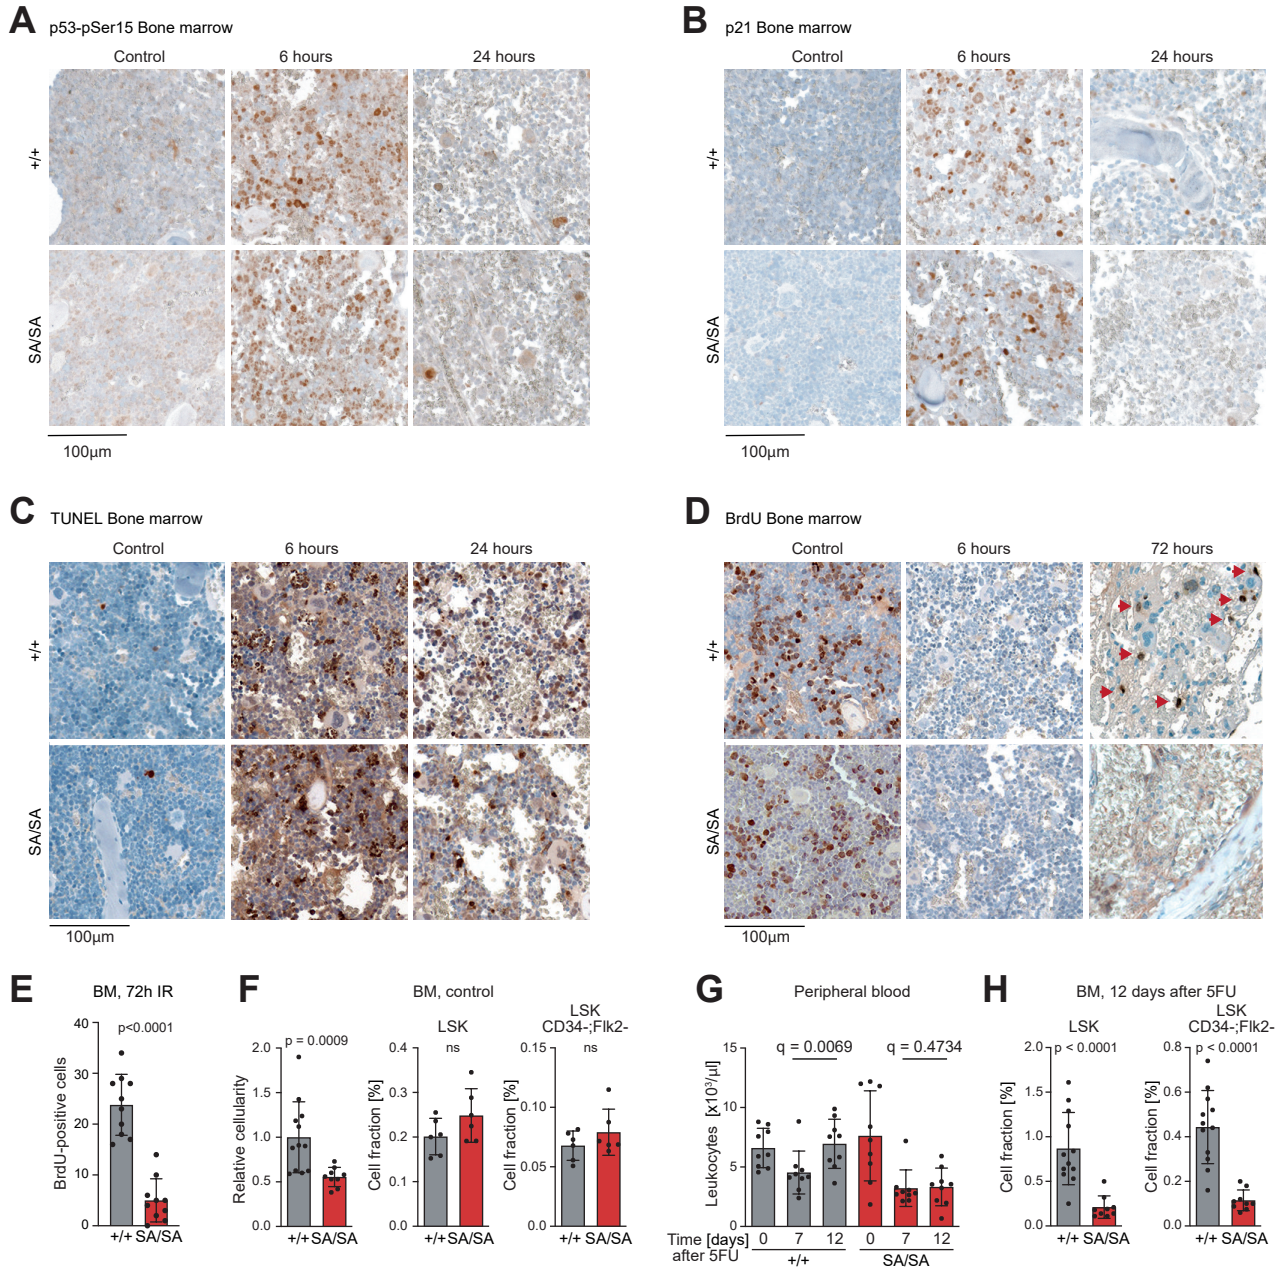 A p53-pSer15 Bone marrow
Control 6 hours 24 hours
+/+
SA/SA
100µm
B p21 Bone marrow
Control 6 hours 24 hours
+/+
SA/SA
100µm
C TUNEL Bone marrow
Control 6 hours 24 hours
+/+
SA/SA
100µm
D BrdU Bone marrow
Control 6 hours 72 hours
+/+
SA/SA
100µm
E BM, 72h IR
p<0.0001
BrdU-positive cells
40
30
20
10
0
+/+ SA/SA
F BM, control
p = 0.0009
Relative cellularity
2.0
1.5
1.0
0.5
0.0
+/+ SA/SA
LSK
ns
Cell fraction [%]
0.4
0.3
0.2
0.1
0.0
+/+ SA/SA
LSK
CD34-;Flk2-
ns
Cell fraction [%]
0.15
0.10
0.05
0.0
+/+ SA/SA
G Peripheral blood
q = 0.0069 q = 0.4734
Leukocytes [x10³/µl]
15
10
5
0
Time [days] 0 7 12 0 7 12
after 5FU +/+ SA/SA
H BM, 12 days after 5FU
LSK
p < 0.0001
Cell fraction [%]
2.0
1.5
1.0
0.5
0.0
+/+ SA/SA
LSK
CD34-;Flk2-
p < 0.0001
Cell fraction [%]
0.8
0.6
0.4
0.2
0.0
+/+ SA/SA